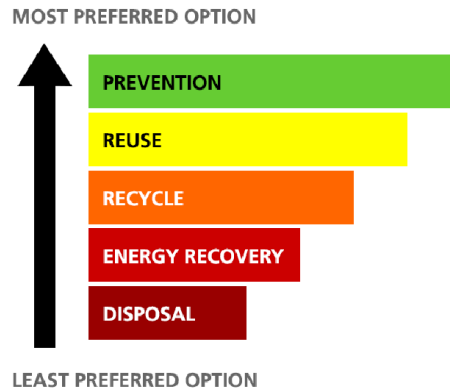 MOST PREFERRED OPTION
PREVENTION
REUSE
RECYCLE
ENERGY RECOVERY
DISPOSAL
LEAST PREFERRED OPTION